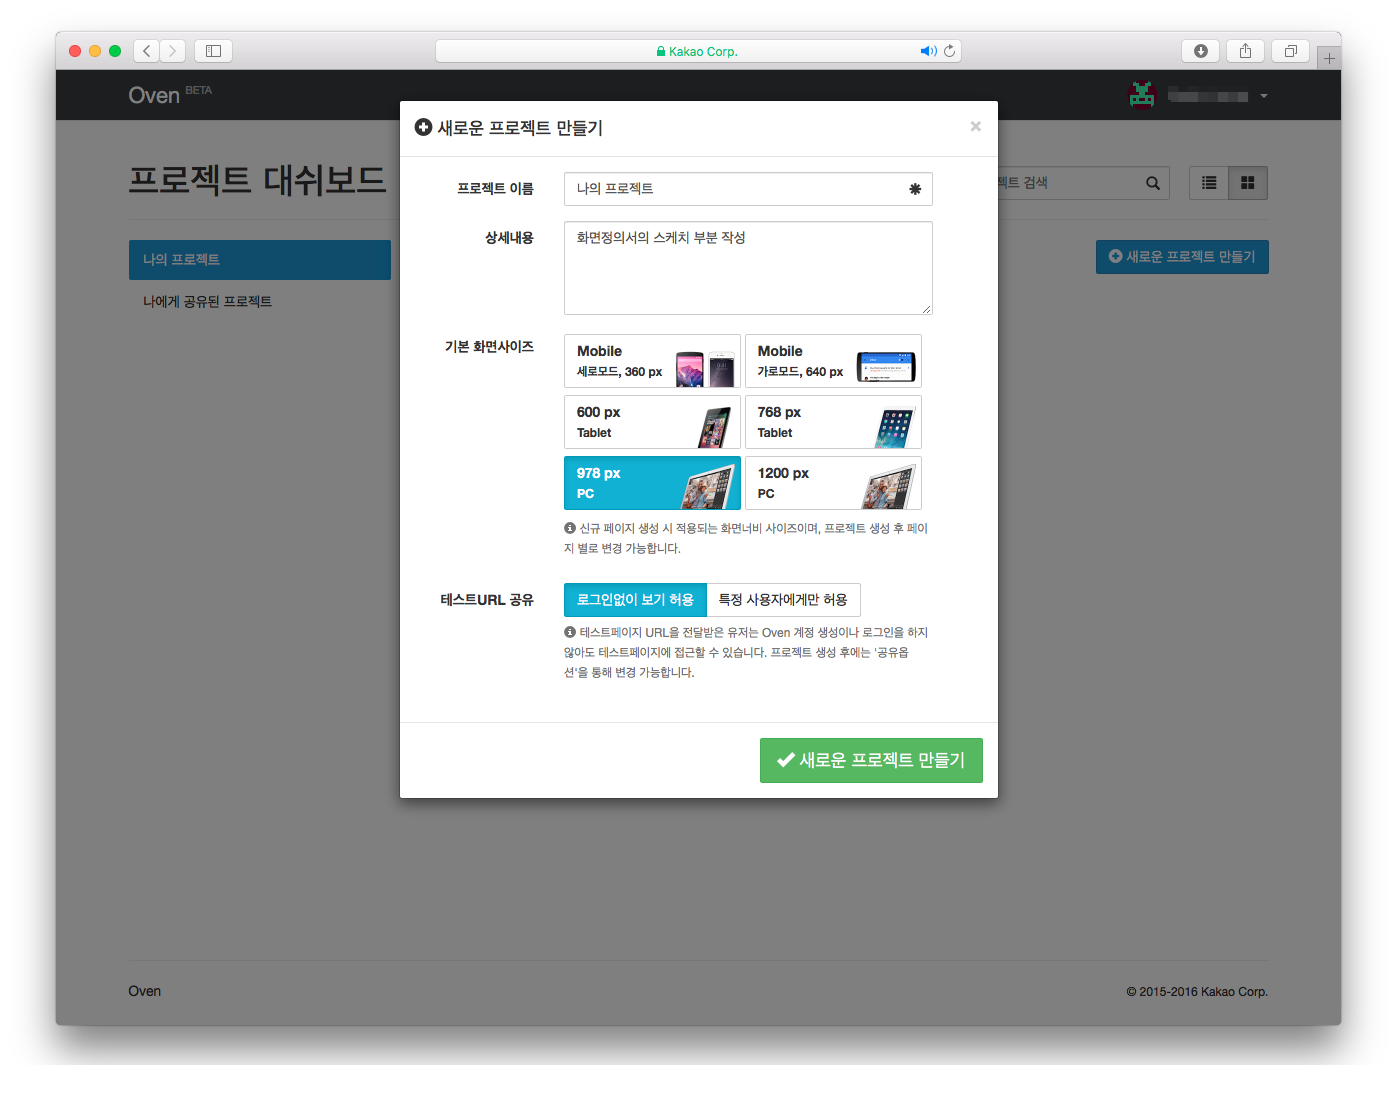 Kakao Corp.
Oven BETA
새로운 프로젝트 만들기
×
프로젝트 대쉬보드
프로젝트 이름
나의 프로젝트
젝트 검색
상세내용
화면정의서의 스케치 부분 작성
나의 프로젝트
새로운 프로젝트 만들기
나에게 공유된 프로젝트
기본 화면사이즈
Mobile
세로모드, 360 px
Mobile
가로모드, 640 px
600 px
Tablet
768 px
Tablet
978 px
PC
1200 px
PC
신규 페이지 생성 시 적용되는 화면너비 사이즈이며, 프로젝트 생성 후 페이
지 별로 변경 가능합니다.
테스트URL 공유
로그인없이 보기 허용
특정 사용자에게만 허용
테스트페이지 URL을 전달받은 유저는 Oven 계정 생성이나 로그인을 하지
않아도 테스트페이지에 접근할 수 있습니다. 프로젝트 생성 후에는 '공유옵
션'을 통해 변경 가능합니다.
새로운 프로젝트 만들기
Oven
© 2015-2016 Kakao Corp.